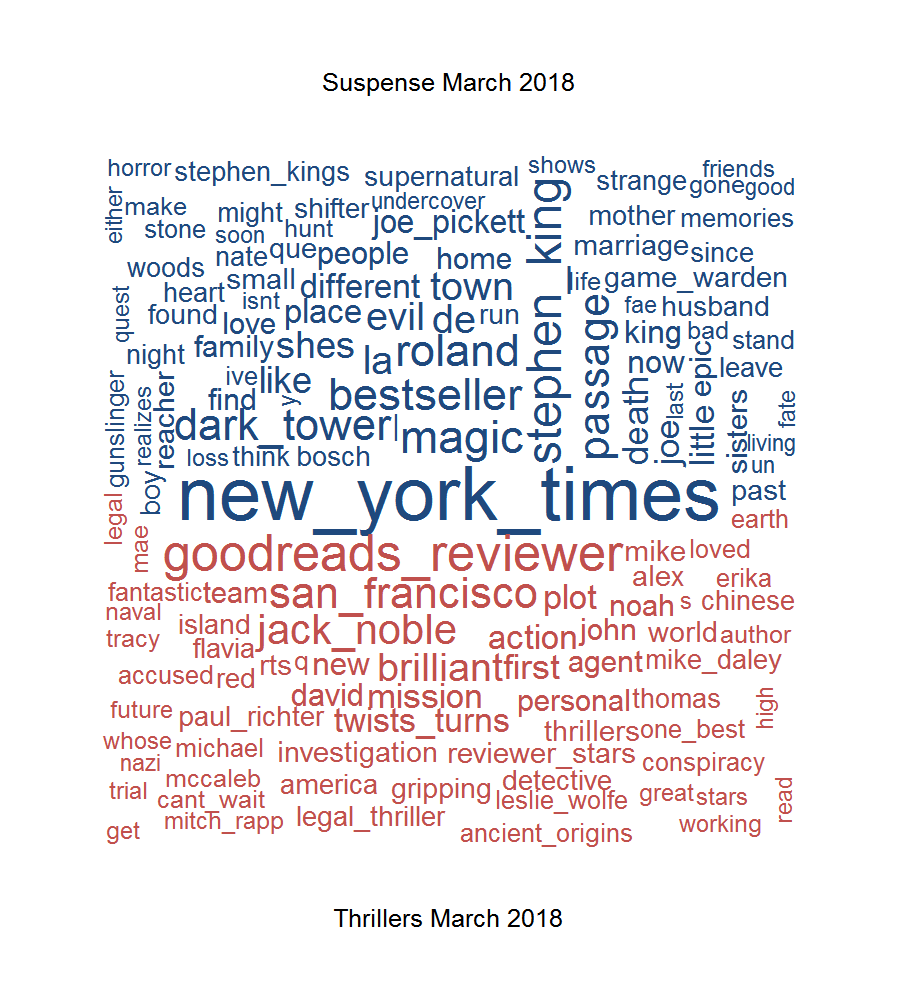 Suspense March 2018
horror stephen_kings supernatural shows strange friends gone good
either make might shifter undercover joe_pickett stephen_king mother memories
stone soon hunt nate que people home marriage since
woods small different town life game_warden
quest heart isnt place evil de run passage fae husband
found love king bad stand
night family shes la roland now leave
gunslinger realizes reacher ive like bestseller death last epic fate
find y joe little sisters
dark_tower l magic living
loss think bosch un
legal boy new_york_times past
mae goodreads_reviewer mike loved earth
fantastic team san_francisco plot alex erika
naval noah s chinese
tracy island jack_noble action john world author
flavia
accused red rts q new brilliant first agent mike_daley
david mission personal thomas high
future paul_richter twists_turns thrillers one_best
whose michael investigation reviewer_stars conspiracy
nazi
trial mccaleb america gripping detective great stars read
cant_wait leslie_wolfe
get mitch_rapp legal_thriller ancient_origins working
Thrillers March 2018